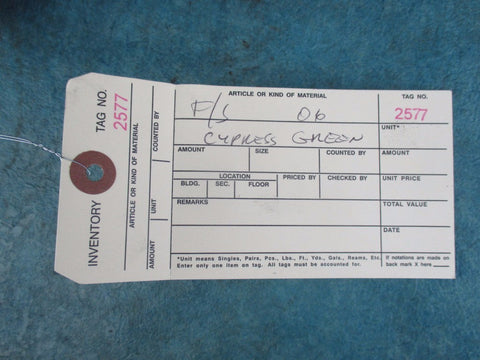 INVENTORY
TAG NO.
2577
ARTICLE OR KIND OF MATERIAL
AMOUNT UNIT COUNTED BY
ARTICLE OR KIND OF MATERIAL TAG NO.
F/S 06 2577
CYPRESS GREEN UNIT*
AMOUNT SIZE COUNTED BY AMOUNT
LOCATION PRICED BY CHECKED BY UNIT PRICE
BLDG. SEC. FLOOR
REMARKS TOTAL VALUE
DATE
*Unit means Singles, Pairs, Pcs., Lbs., Ft., Yds., Gals., Reams, Etc. If notations are made on
Enter only one item on tag. All tags must be accounted for. back mark X here